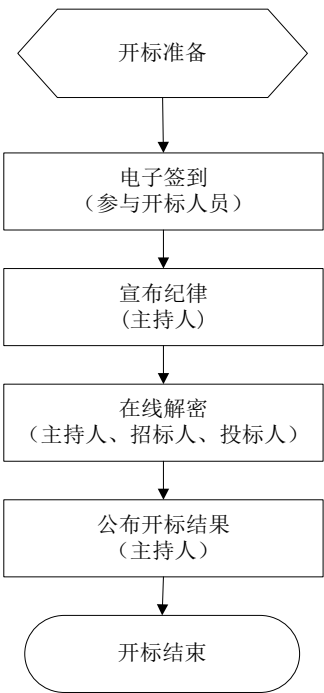 开标准备
电子签到
（参与开标人员）
宣布纪律
(主持人)
在线解密
（主持人、招标人、投标人）
公布开标结果
（主持人）
开标结束